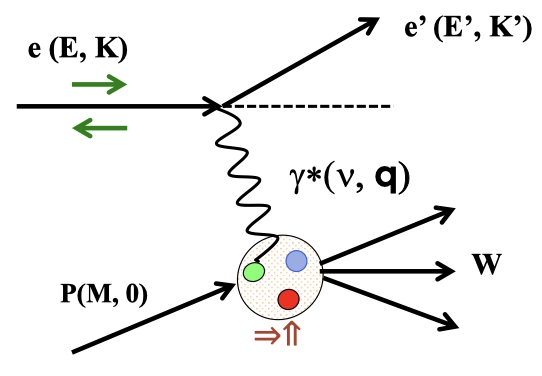 e (E, K)
e’ (E’, K’)
γ*(ν, q)
P(M, 0)
W